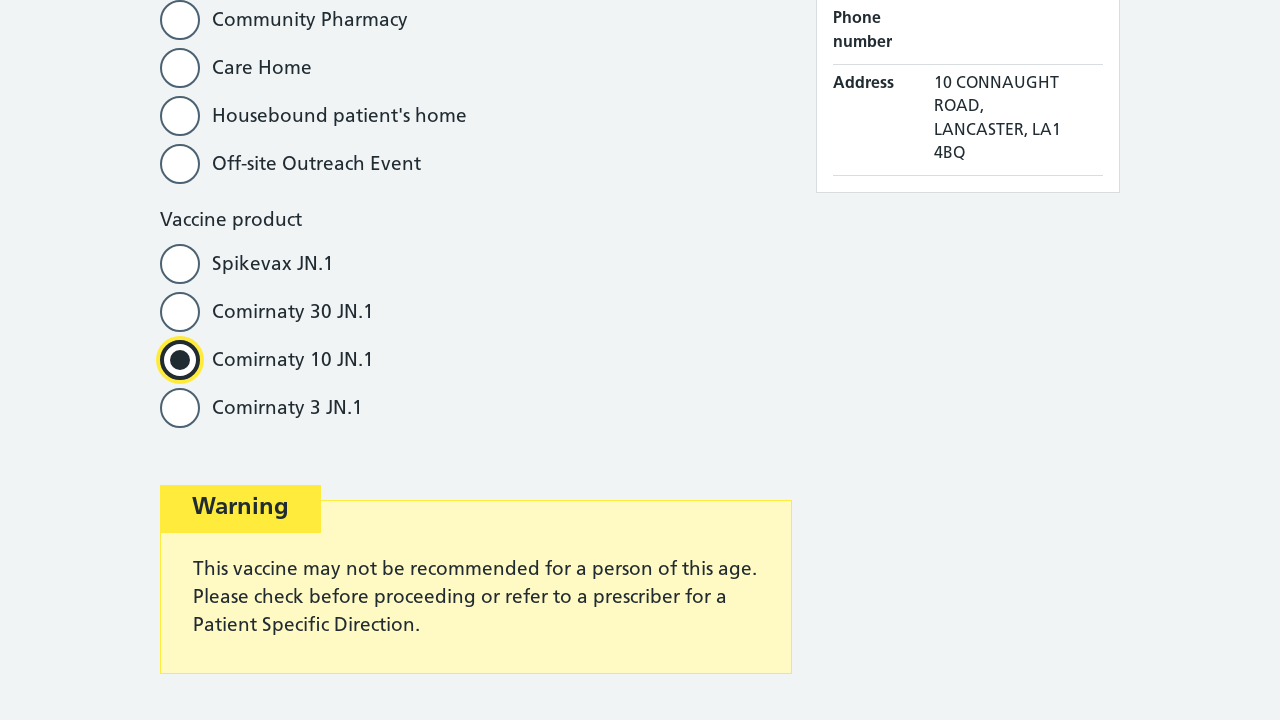 Community Pharmacy
Care Home
Housebound patient's home
Off-site Outreach Event
Vaccine product
Spikevax JN.1
Comirnaty 30 JN.1
Comirnaty 10 JN.1
Comirnaty 3 JN.1
Warning
This vaccine may not be recommended for a person of this age.
Please check before proceeding or refer to a prescriber for a
Patient Specific Direction.
Phone
number
Address
10 CONNAUGHT
ROAD,
LANCASTER, LA1
4BQ